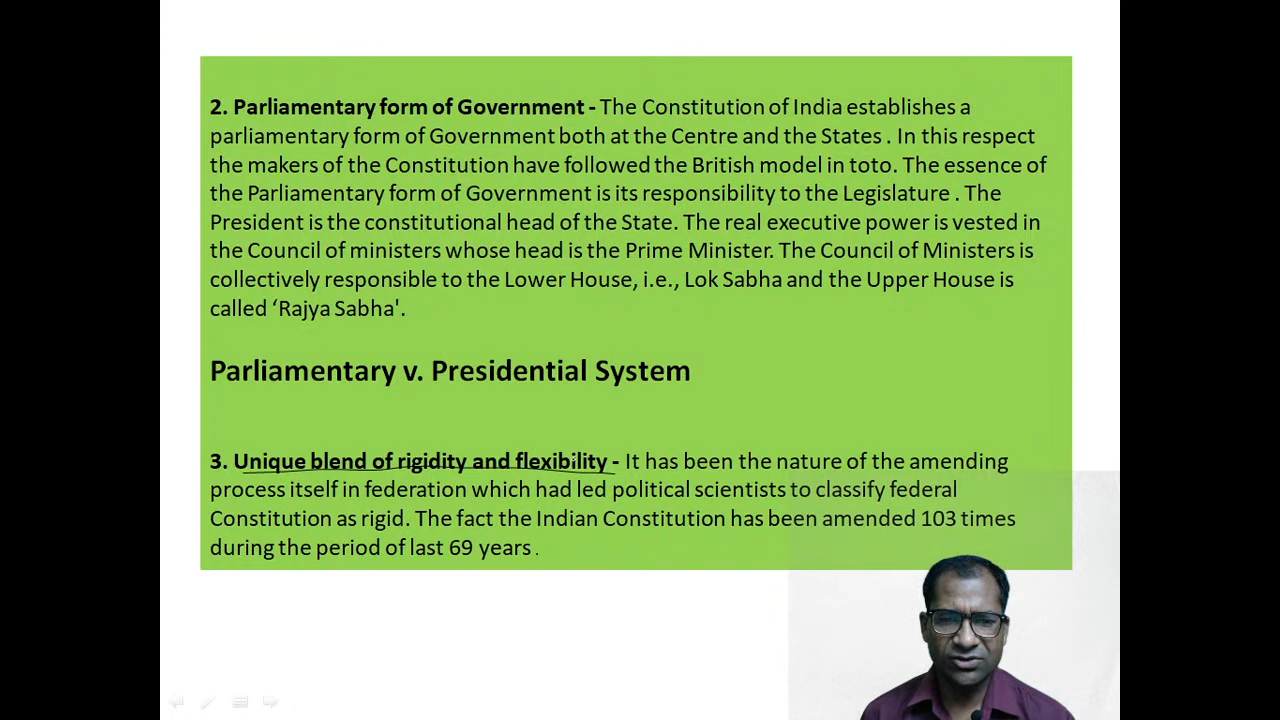 2. Parliamentary form of Government - The Constitution of India establishes a
parliamentary form of Government both at the Centre and the States . In this respect
the makers of the Constitution have followed the British model in toto. The essence of
the Parliamentary form of Government is its responsibility to the Legislature . The
President is the constitutional head of the State. The real executive power is vested in
the Council of ministers whose head is the Prime Minister. The Council of Ministers is
collectively responsible to the Lower House, i.e., Lok Sabha and the Upper House is
called ‘Rajya Sabha'.
Parliamentary v. Presidential System
3. Unique blend of rigidity and flexibility - It has been the nature of the amending
process itself in federation which had led political scientists to classify federal
Constitution as rigid. The fact the Indian Constitution has been amended 103 times
during the period of last 69 years .